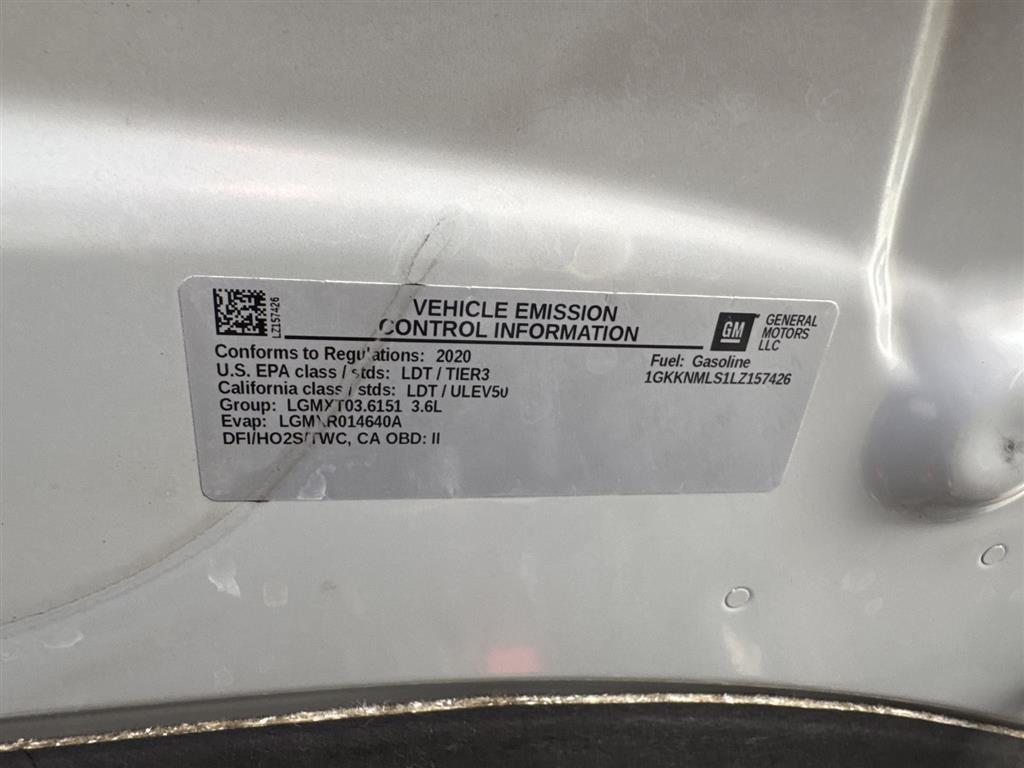 LZ157426
VEHICLE EMISSION
CONTROL INFORMATION
GM
GENERAL
MOTORS
LLC
Conforms to Regulations: 2020
U.S. EPA class / stds: LDT / TIER3
California class / stds: LDT / ULEV50
Group: LGMXT03.6151 3.6L
Evap: LGMXR014640A
DFI/HO2S/TWC, CA OBD: II
Fuel: Gasoline
1GKKNMLS1LZ157426